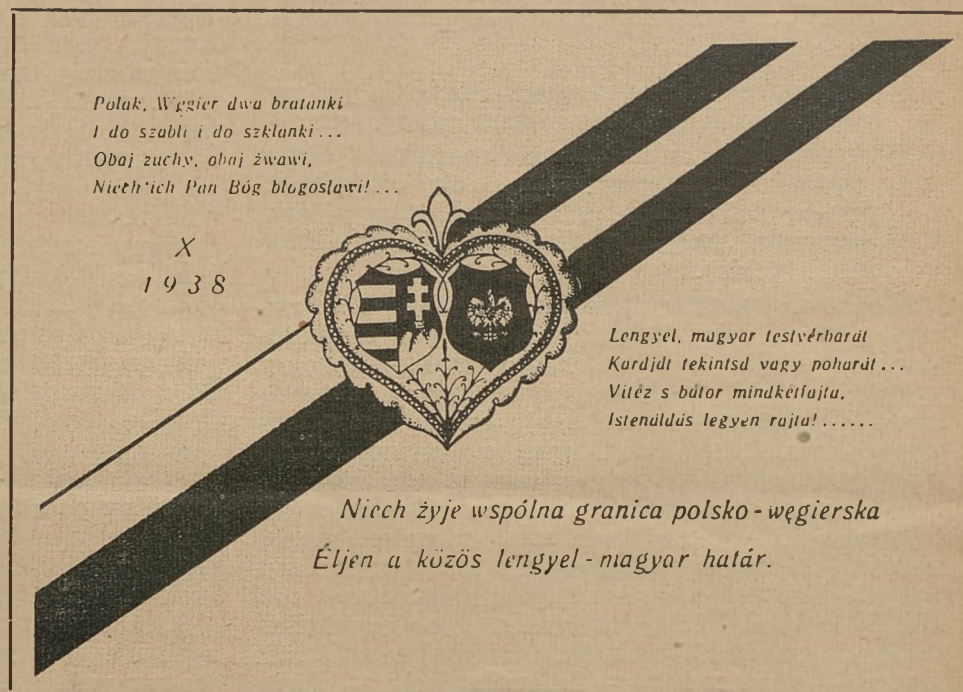 Polak, Węgier dwa bratanki
I do szabli i do szklanki ...
Obaj zuchy, obaj żwawi,
Niech ich Pan Bóg błogosławi! ...
X
1938
Lengyel, magyar testvérbarát
Kardját tekintsd vagy poharát ...
Vitéz s bátor mindkétfajta,
Istenáldás legyen rajta! ......
Niech żyje wspólna granica polsko-węgierska
Éljen a közös lengyel-magyar határ.